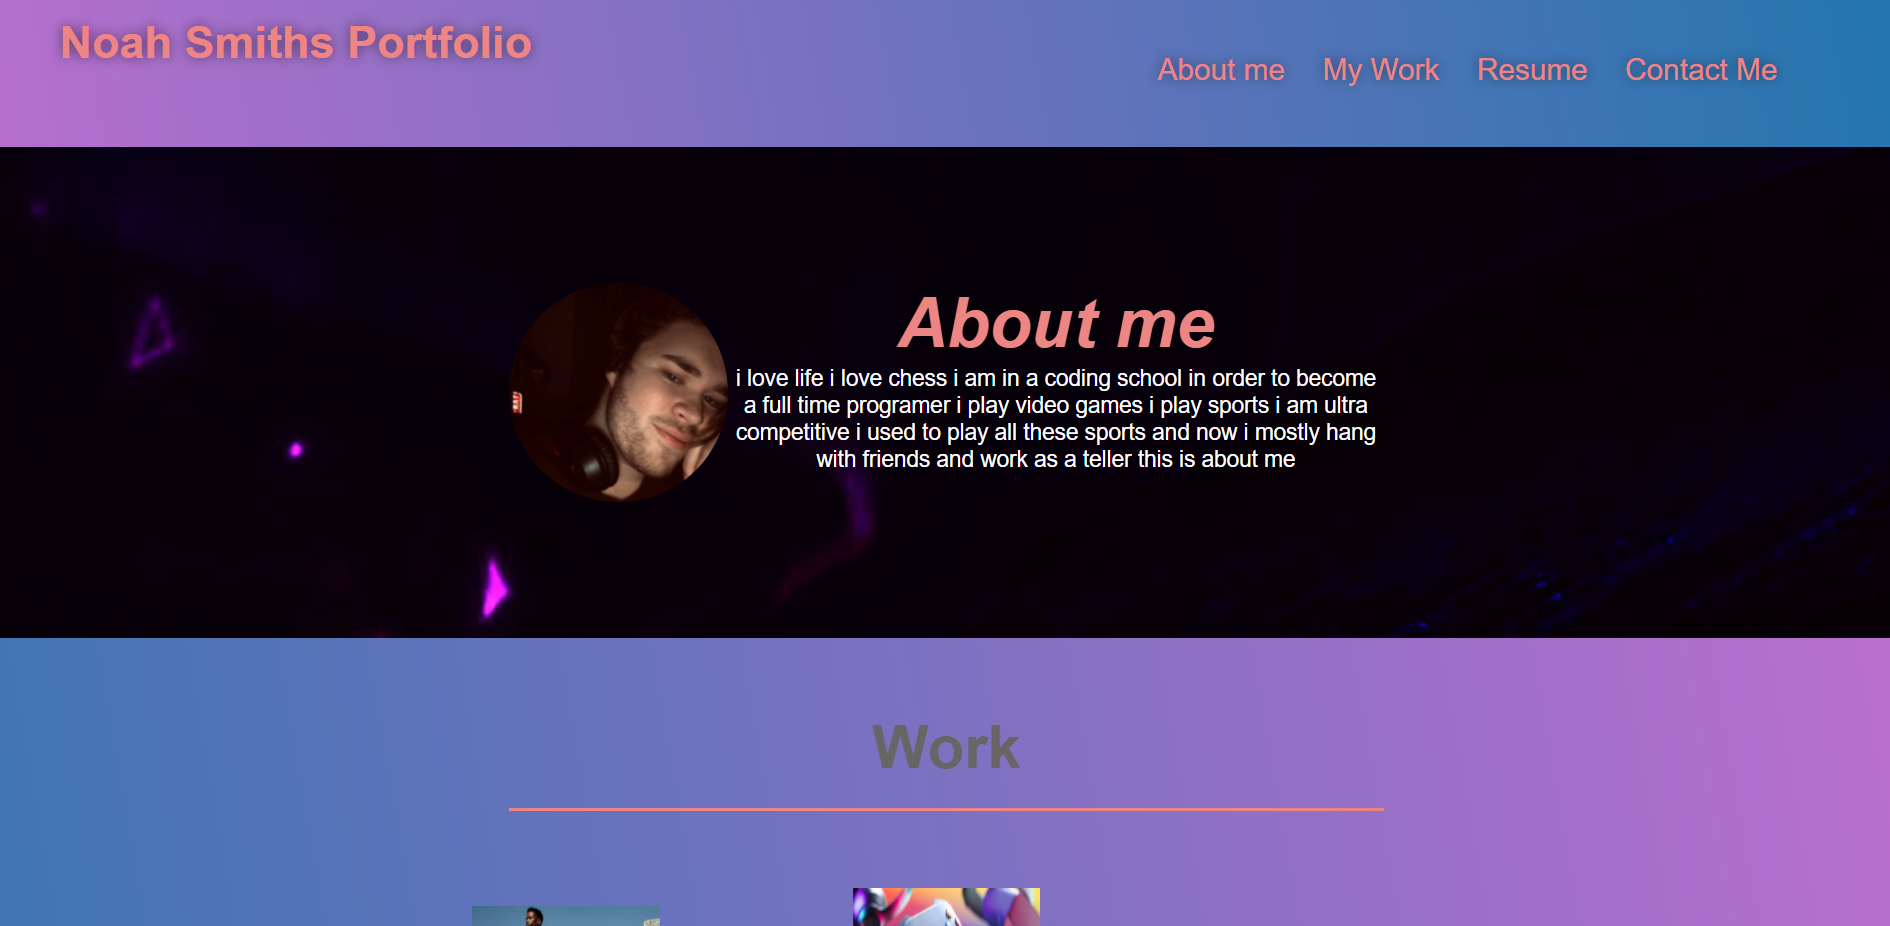 Noah Smiths Portfolio
About me My Work Resume Contact Me
About me
i love life i love chess i am in a coding school in order to become
a full time programer i play video games i play sports i am ultra
competitive i used to play all these sports and now i mostly hang
with friends and work as a teller this is about me
Work